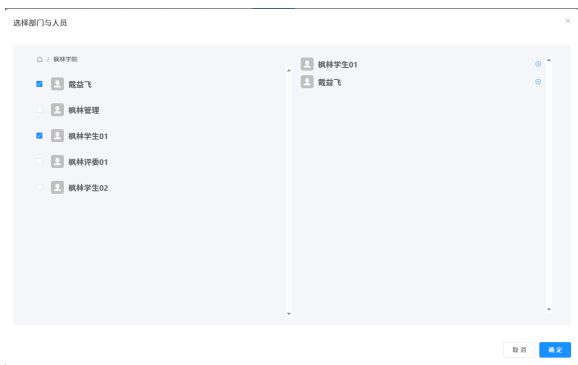 选择部门与人员
/ 枫林学院
戴益飞
枫林管理
枫林学生01
枫林评委01
枫林学生02
枫林学生01
戴益飞
取 消
确 定